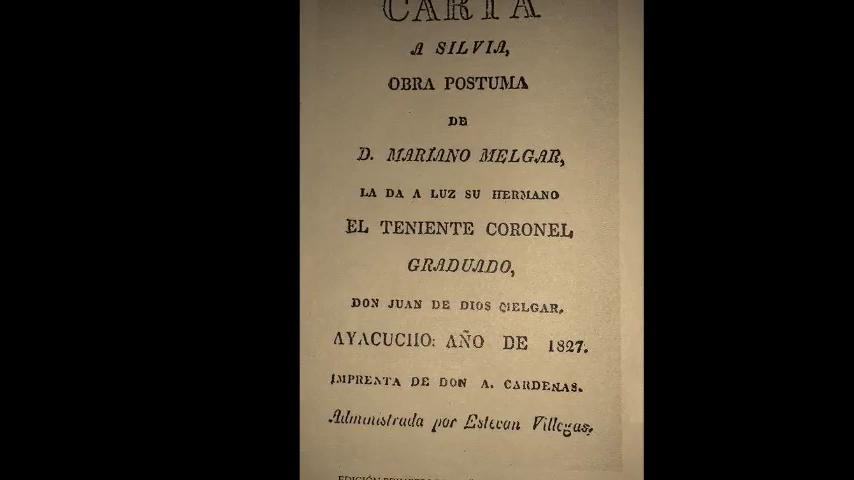 CARTA
A SILVIA,
OBRA POSTUMA
DE
D. MARIANO MELGAR,
LA DA A LUZ SU HERMANO
EL TENIENTE CORONEL
GRADUADO,
DON JUAN DE DIOS MELGAR.
AYACUCHO: AÑO DE 1827.
IMPRENTA DE DON A. CARDENAS.
Administrada por Estevan Villegas.